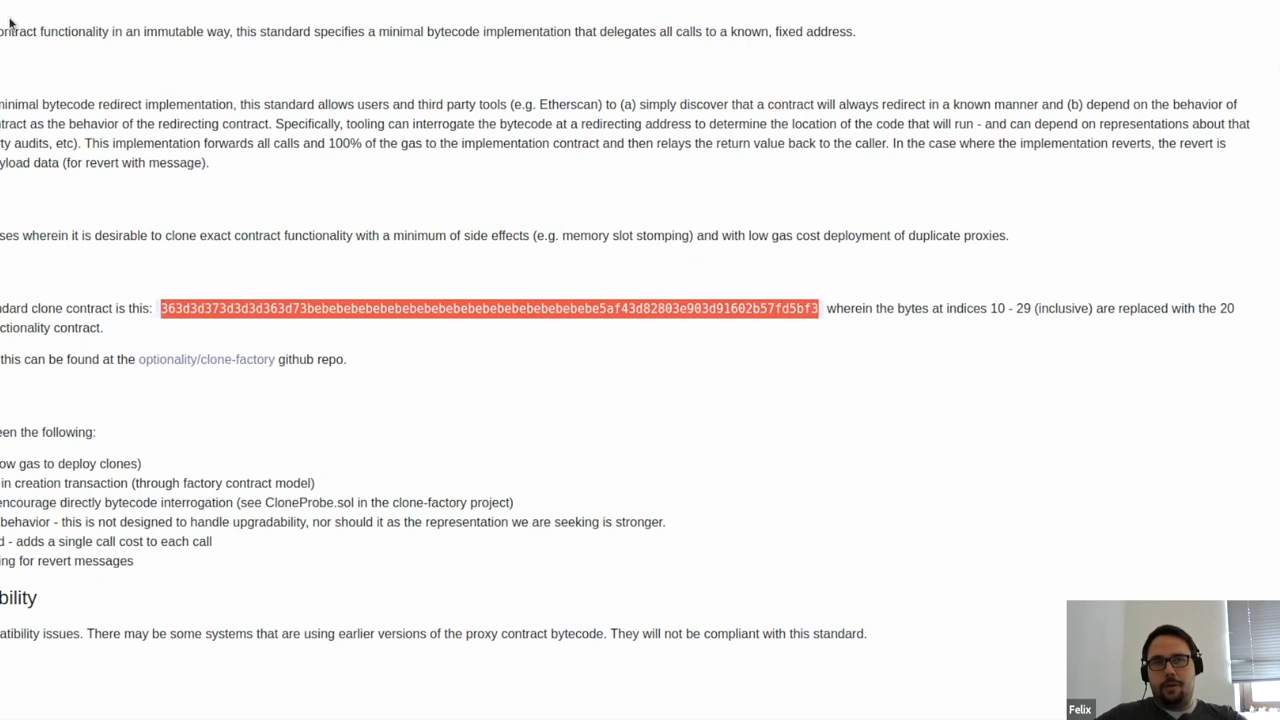 ontract functionality in an immutable way, this standard specifies a minimal bytecode implementation that delegates all calls to a known, fixed address.
minimal bytecode redirect implementation, this standard allows users and third party tools (e.g. Etherscan) to (a) simply discover that a contract will always redirect in a known manner and (b) depend on the behavior of
tract as the behavior of the redirecting contract. Specifically, tooling can interrogate the bytecode at a redirecting address to determine the location of the code that will run - and can depend on representations about that
ty audits, etc). This implementation forwards all calls and 100% of the gas to the implementation contract and then relays the return value back to the caller. In the case where the implementation reverts, the revert is
yload data (for revert with message).
ses wherein it is desirable to clone exact contract functionality with a minimum of side effects (e.g. memory slot stomping) and with low gas cost deployment of duplicate proxies.
ndard clone contract is this: 363d3d373d3d3d363d73bebebebebebebebebebebebebebebebebebebebe5af43d82803e903d91602b57fd5bf3 wherein the bytes at indices 10 - 29 (inclusive) are replaced with the 20
ctionality contract.
this can be found at the optionality/clone-factory github repo.
een the following:
ow gas to deploy clones)
in creation transaction (through factory contract model)
encourage directly bytecode interrogation (see CloneProbe.sol in the clone-factory project)
behavior - this is not designed to handle upgradability, nor should it as the representation we are seeking is stronger.
d - adds a single call cost to each call
ing for revert messages
bility
atibility issues. There may be some systems that are using earlier versions of the proxy contract bytecode. They will not be compliant with this standard.
Felix